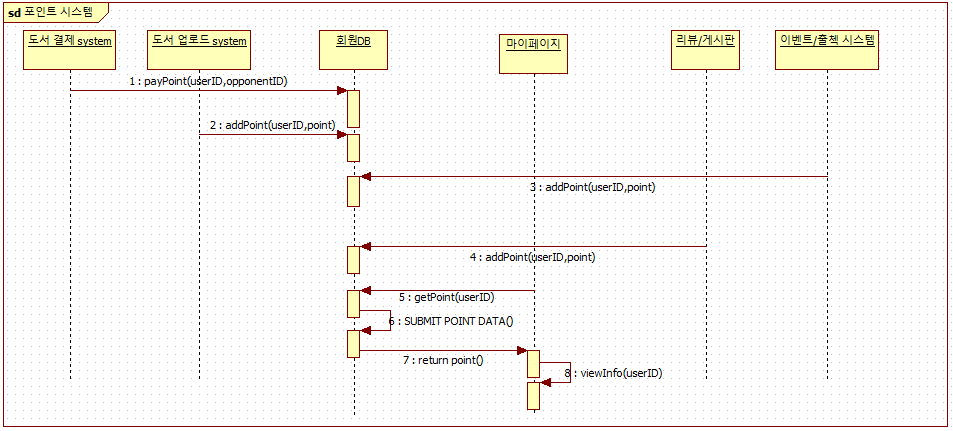 sd 포인트 시스템
도서 결제 system
도서 업로드 system
회원DB
마이페이지
리뷰/게시판
이벤트/출첵 시스템
1 : payPoint(userID,opponentID)
2 : addPoint(userID,point)
3 : addPoint(userID,point)
4 : addPoint(userID,point)
5 : getPoint(userID)
6 : SUBMIT POINT DATA()
7 : return point()
8 : viewInfo(userID)